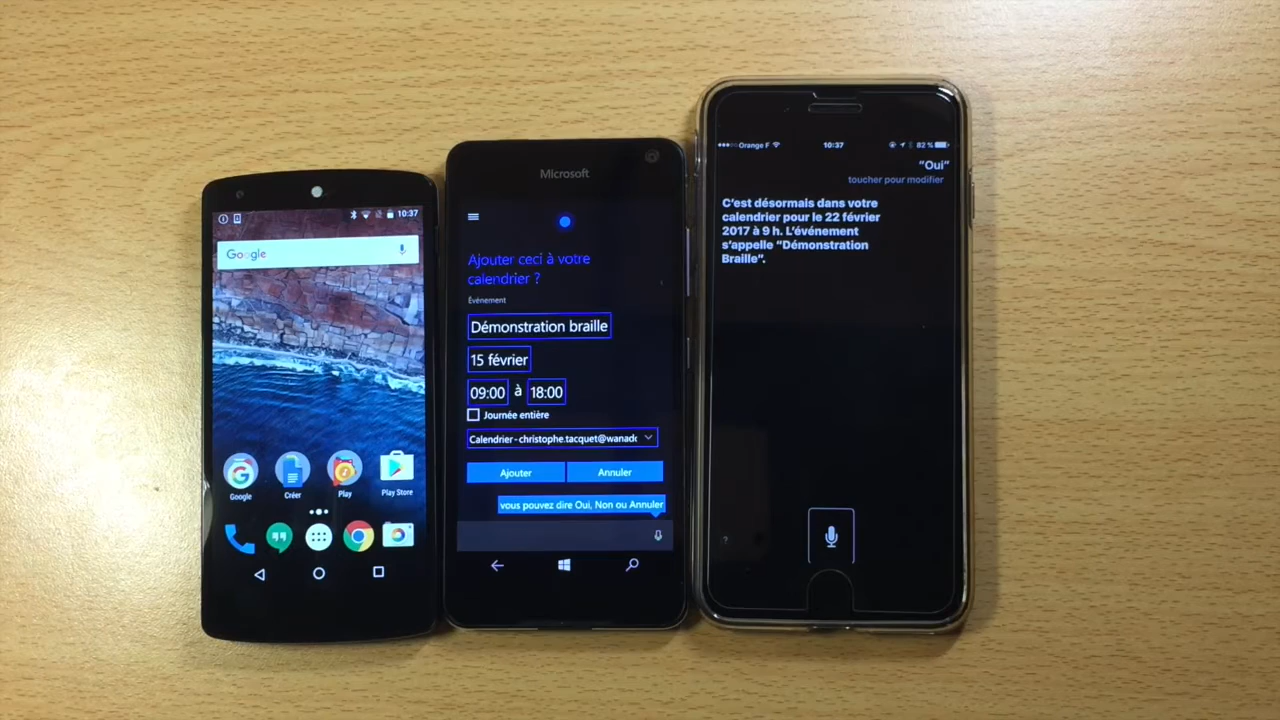 10:37
Google
Google
Créer
Play
Play Store
Microsoft
Ajouter ceci à votre
calendrier ?
Événement
Démonstration braille
15 février
09:00 à 18:00
Journée entière
Calendrier-christophe.tacquet@wanado
Ajouter
Annuler
vous pouvez dire Oui, Non ou Annuler
Orange F
10:37
82 %
“Oui“
toucher pour modifier
C’est désormais dans votre
calendrier pour le 22 février
2017 à 9 h. L’événement
s’appelle “Démonstration
Braille“.
?